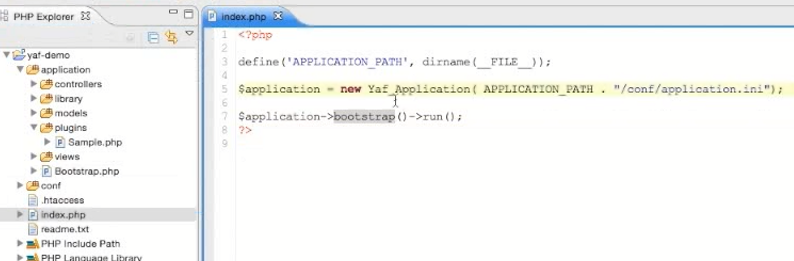 PHP Explorer
index.php
yaf-demo
application
controllers
library
models
plugins
Sample.php
views
Bootstrap.php
conf
.htaccess
index.php
readme.txt
PHP Include Path
PHP Language Library
1 <?php
2
3 define('APPLICATION_PATH', dirname(__FILE__));
4
5 $application = new Yaf_Application( APPLICATION_PATH . "/conf/application.ini");
6
7 $application->bootstrap()->run();
8 ?>
9